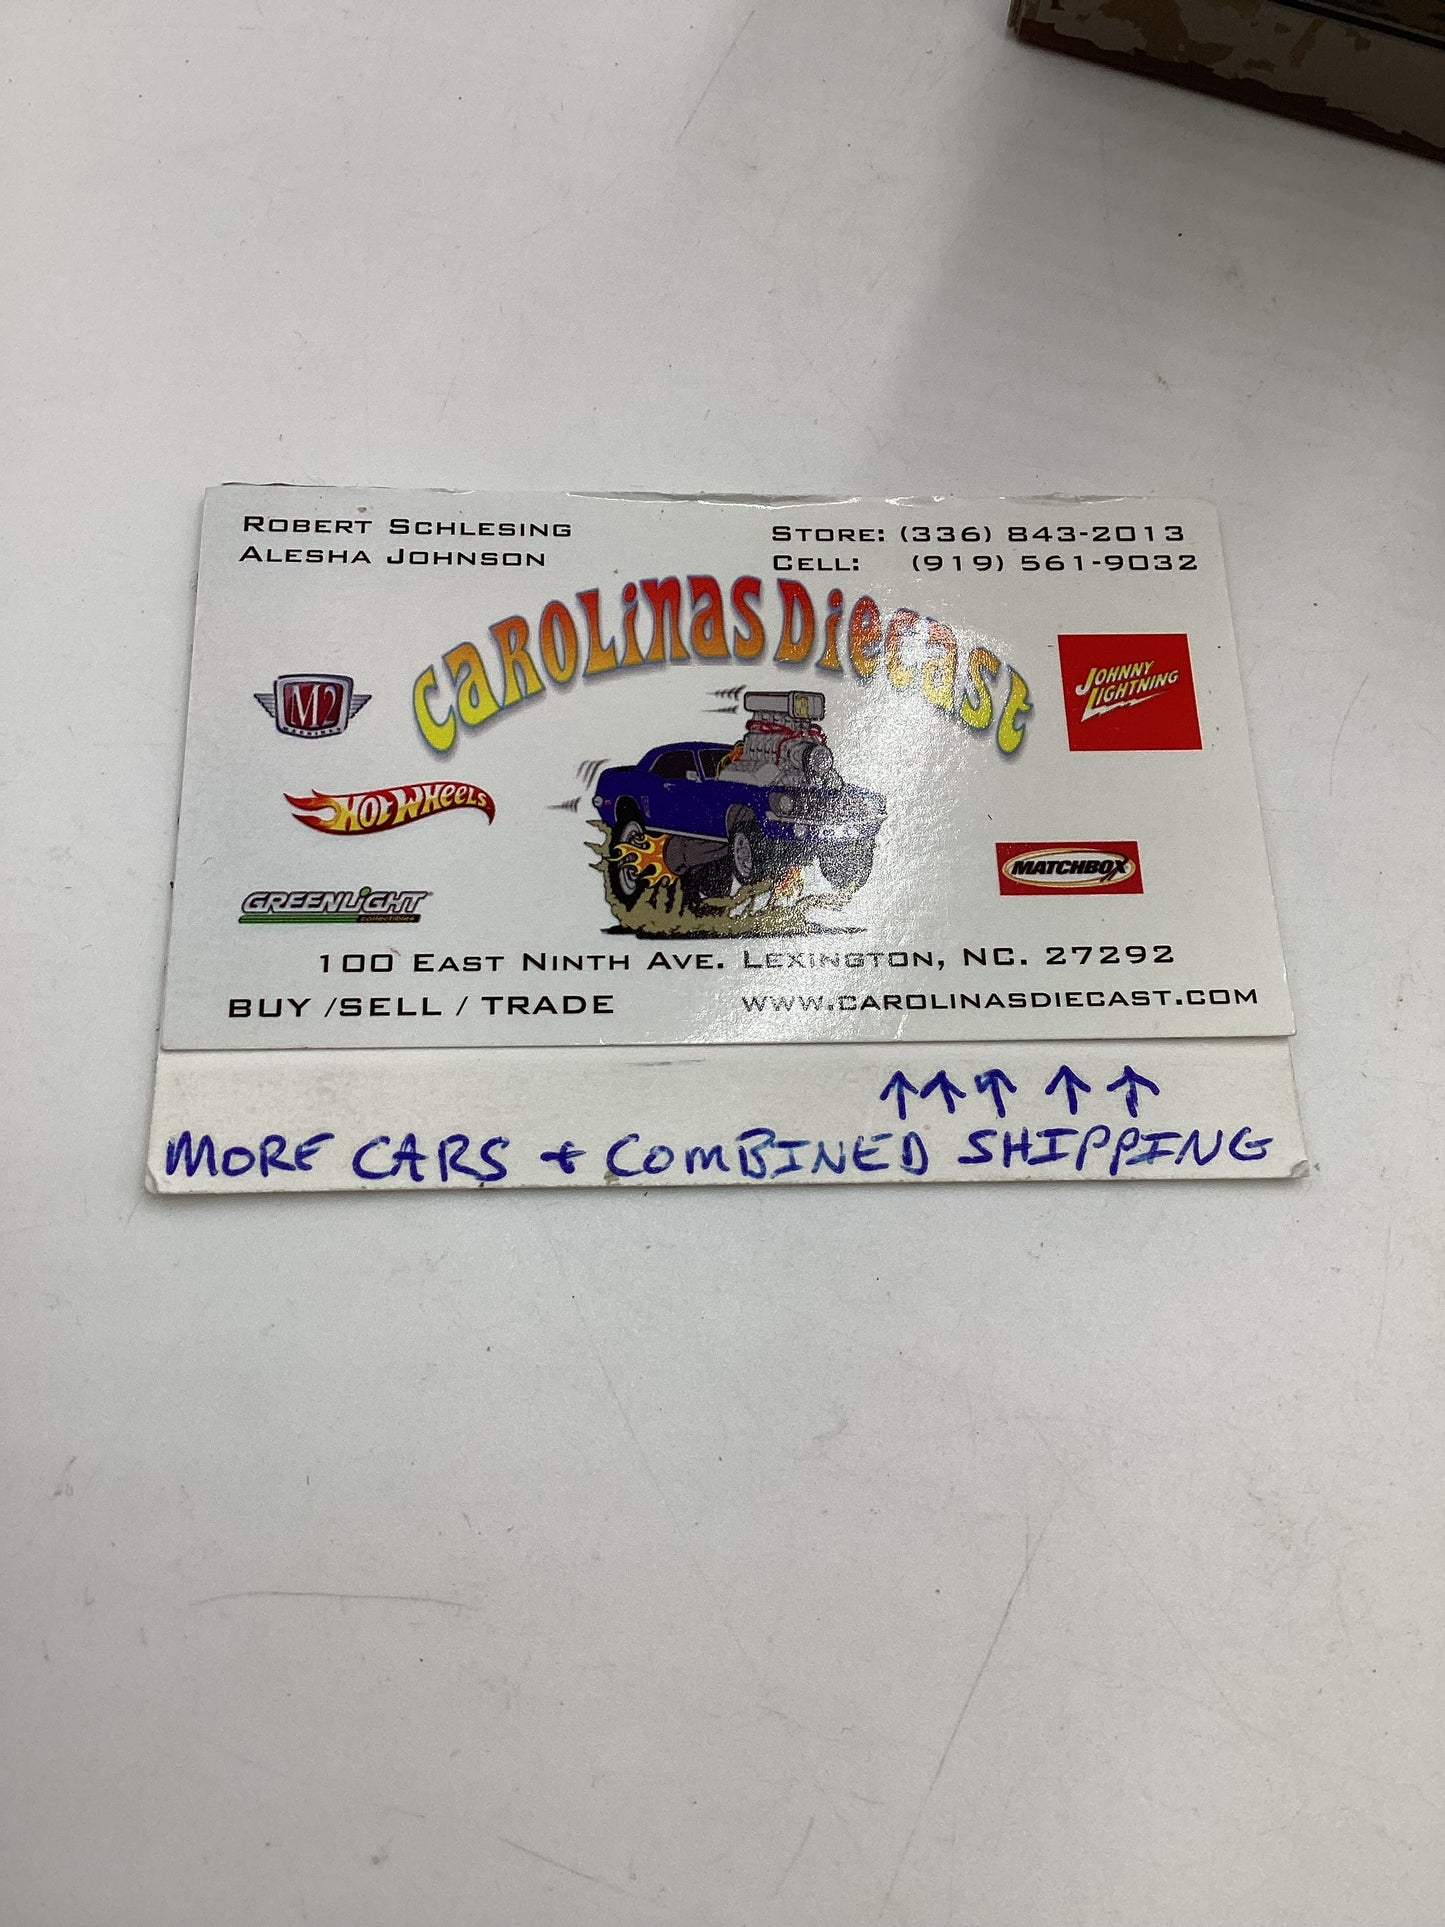 ROBERT SCHLESING
ALESHA JOHNSON
STORE: (336) 843-2013
CELL: (919) 561-9032
CAROLINAS DIECAST
M2
MACHINES
JOHNNY
LIGHTNING
HOT WHEELS
MATCHBOX
GREENLIGHT
collectibles
100 EAST NINTH AVE. LEXINGTON, NC. 27292
BUY /SELL / TRADE
WWW.CAROLINASDIECAST.COM
↑ ↑ ↑ ↑ ↑
MORE CARS + COMBINED SHIPPING